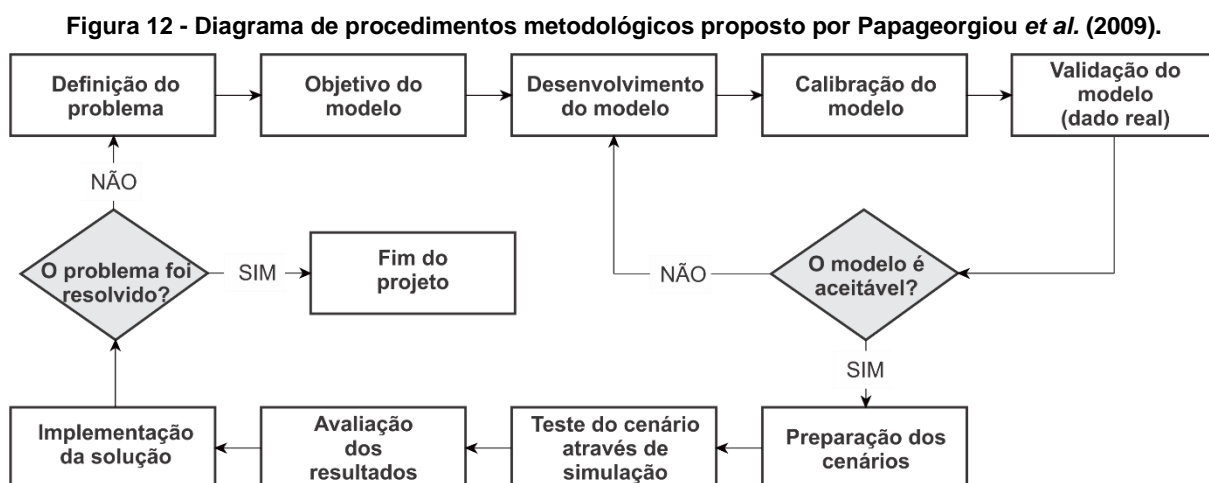 Figura 12 - Diagrama de procedimentos metodológicos proposto por Papageorgiou et al. (2009).
Definição do
problema
Objetivo do
modelo
Desenvolvimento
do modelo
Calibração do
modelo
Validação do
modelo
(dado real)
NÃO
O problema foi
resolvido?
SIM
Fim do
projeto
NÃO
O modelo é
aceitável?
SIM
Implementação
da solução
Avaliação
dos
resultados
Teste do cenário
através de
simulação
Preparação dos
cenários